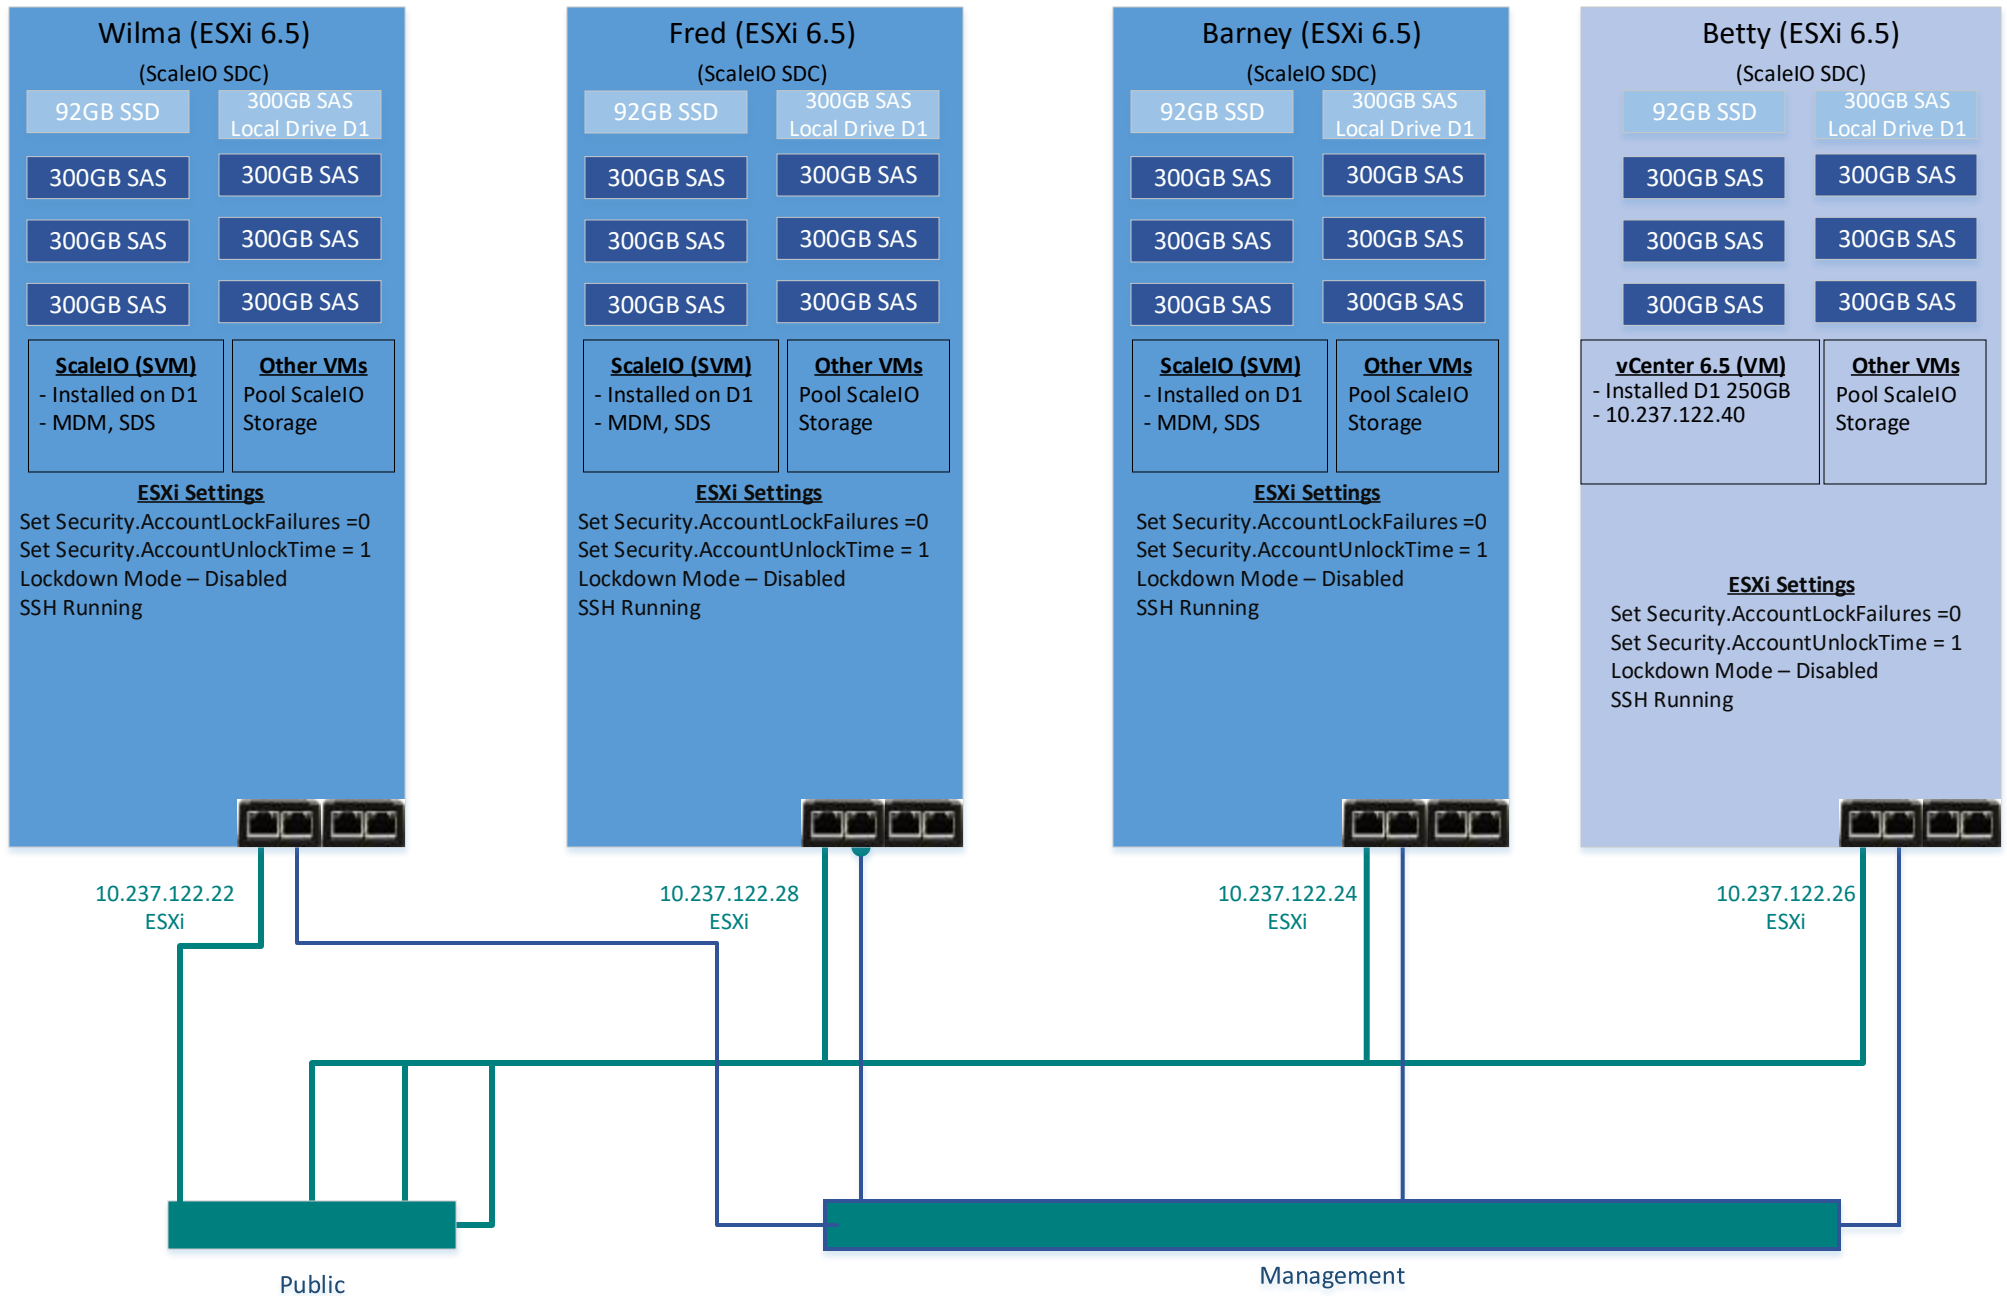 Wilma (ESXi 6.5)
(ScaleIO SDC)
92GB SSD
300GB SAS
Local Drive D1
300GB SAS
300GB SAS
300GB SAS
300GB SAS
300GB SAS
300GB SAS
ScaleIO (SVM)
- Installed on D1
- MDM, SDS
Other VMs
Pool ScaleIO
Storage
ESXi Settings
Set Security.AccountLockFailures =0
Set Security.AccountUnlockTime = 1
Lockdown Mode – Disabled
SSH Running
10.237.122.22
ESXi
Fred (ESXi 6.5)
(ScaleIO SDC)
92GB SSD
300GB SAS
Local Drive D1
300GB SAS
300GB SAS
300GB SAS
300GB SAS
300GB SAS
300GB SAS
ScaleIO (SVM)
- Installed on D1
- MDM, SDS
Other VMs
Pool ScaleIO
Storage
ESXi Settings
Set Security.AccountLockFailures =0
Set Security.AccountUnlockTime = 1
Lockdown Mode – Disabled
SSH Running
10.237.122.28
ESXi
Barney (ESXi 6.5)
(ScaleIO SDC)
92GB SSD
300GB SAS
Local Drive D1
300GB SAS
300GB SAS
300GB SAS
300GB SAS
300GB SAS
300GB SAS
ScaleIO (SVM)
- Installed on D1
- MDM, SDS
Other VMs
Pool ScaleIO
Storage
ESXi Settings
Set Security.AccountLockFailures =0
Set Security.AccountUnlockTime = 1
Lockdown Mode – Disabled
SSH Running
10.237.122.24
ESXi
Betty (ESXi 6.5)
(ScaleIO SDC)
92GB SSD
300GB SAS
Local Drive D1
300GB SAS
300GB SAS
300GB SAS
300GB SAS
300GB SAS
300GB SAS
vCenter 6.5 (VM)
- Installed D1 250GB
- 10.237.122.40
Other VMs
Pool ScaleIO
Storage
ESXi Settings
Set Security.AccountLockFailures =0
Set Security.AccountUnlockTime = 1
Lockdown Mode – Disabled
SSH Running
10.237.122.26
ESXi
Public
Management